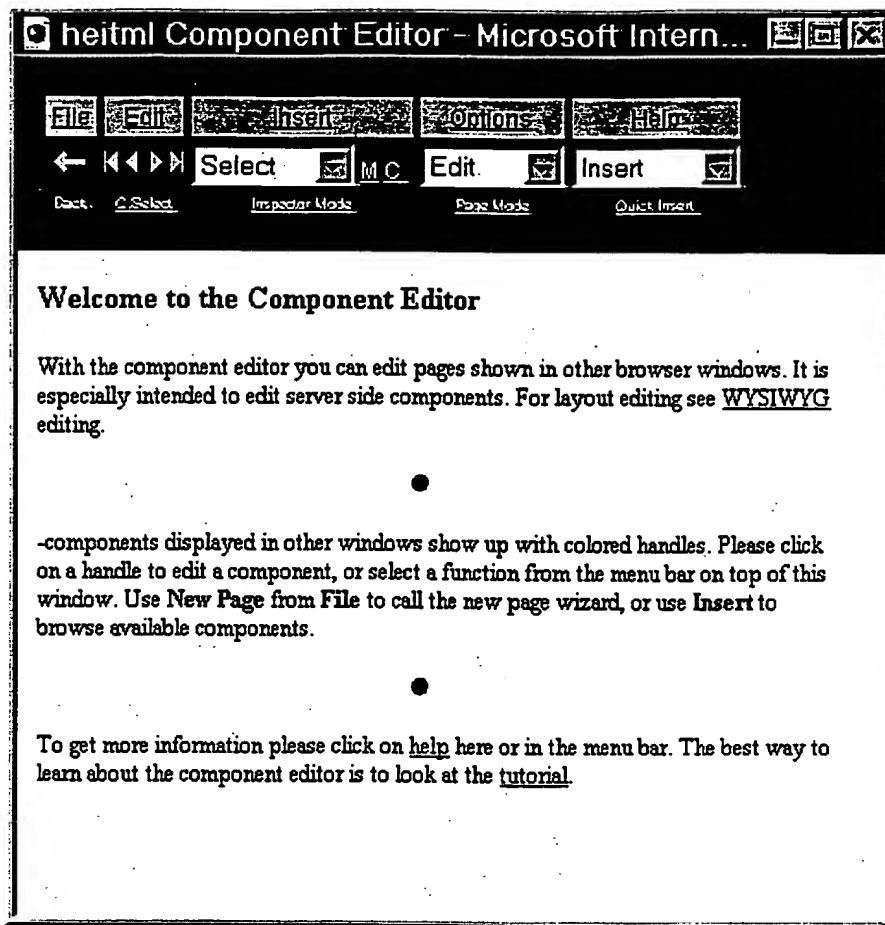 heitml Component Editor - Microsoft Intern...
File Edit Insert Options Help
Select M C Edit Insert
Back. C.Select Inspector Mode Page Mode Quick Insert
Welcome to the Component Editor
With the component editor you can edit pages shown in other browser windows. It is
especially intended to edit server side components. For layout editing see WYSIWYG
editing.
-components displayed in other windows show up with colored handles. Please click
on a handle to edit a component, or select a function from the menu bar on top of this
window. Use New Page from File to call the new page wizard, or use Insert to
browse available components.
To get more information please click on help here or in the menu bar. The best way to
learn about the component editor is to look at the tutorial.